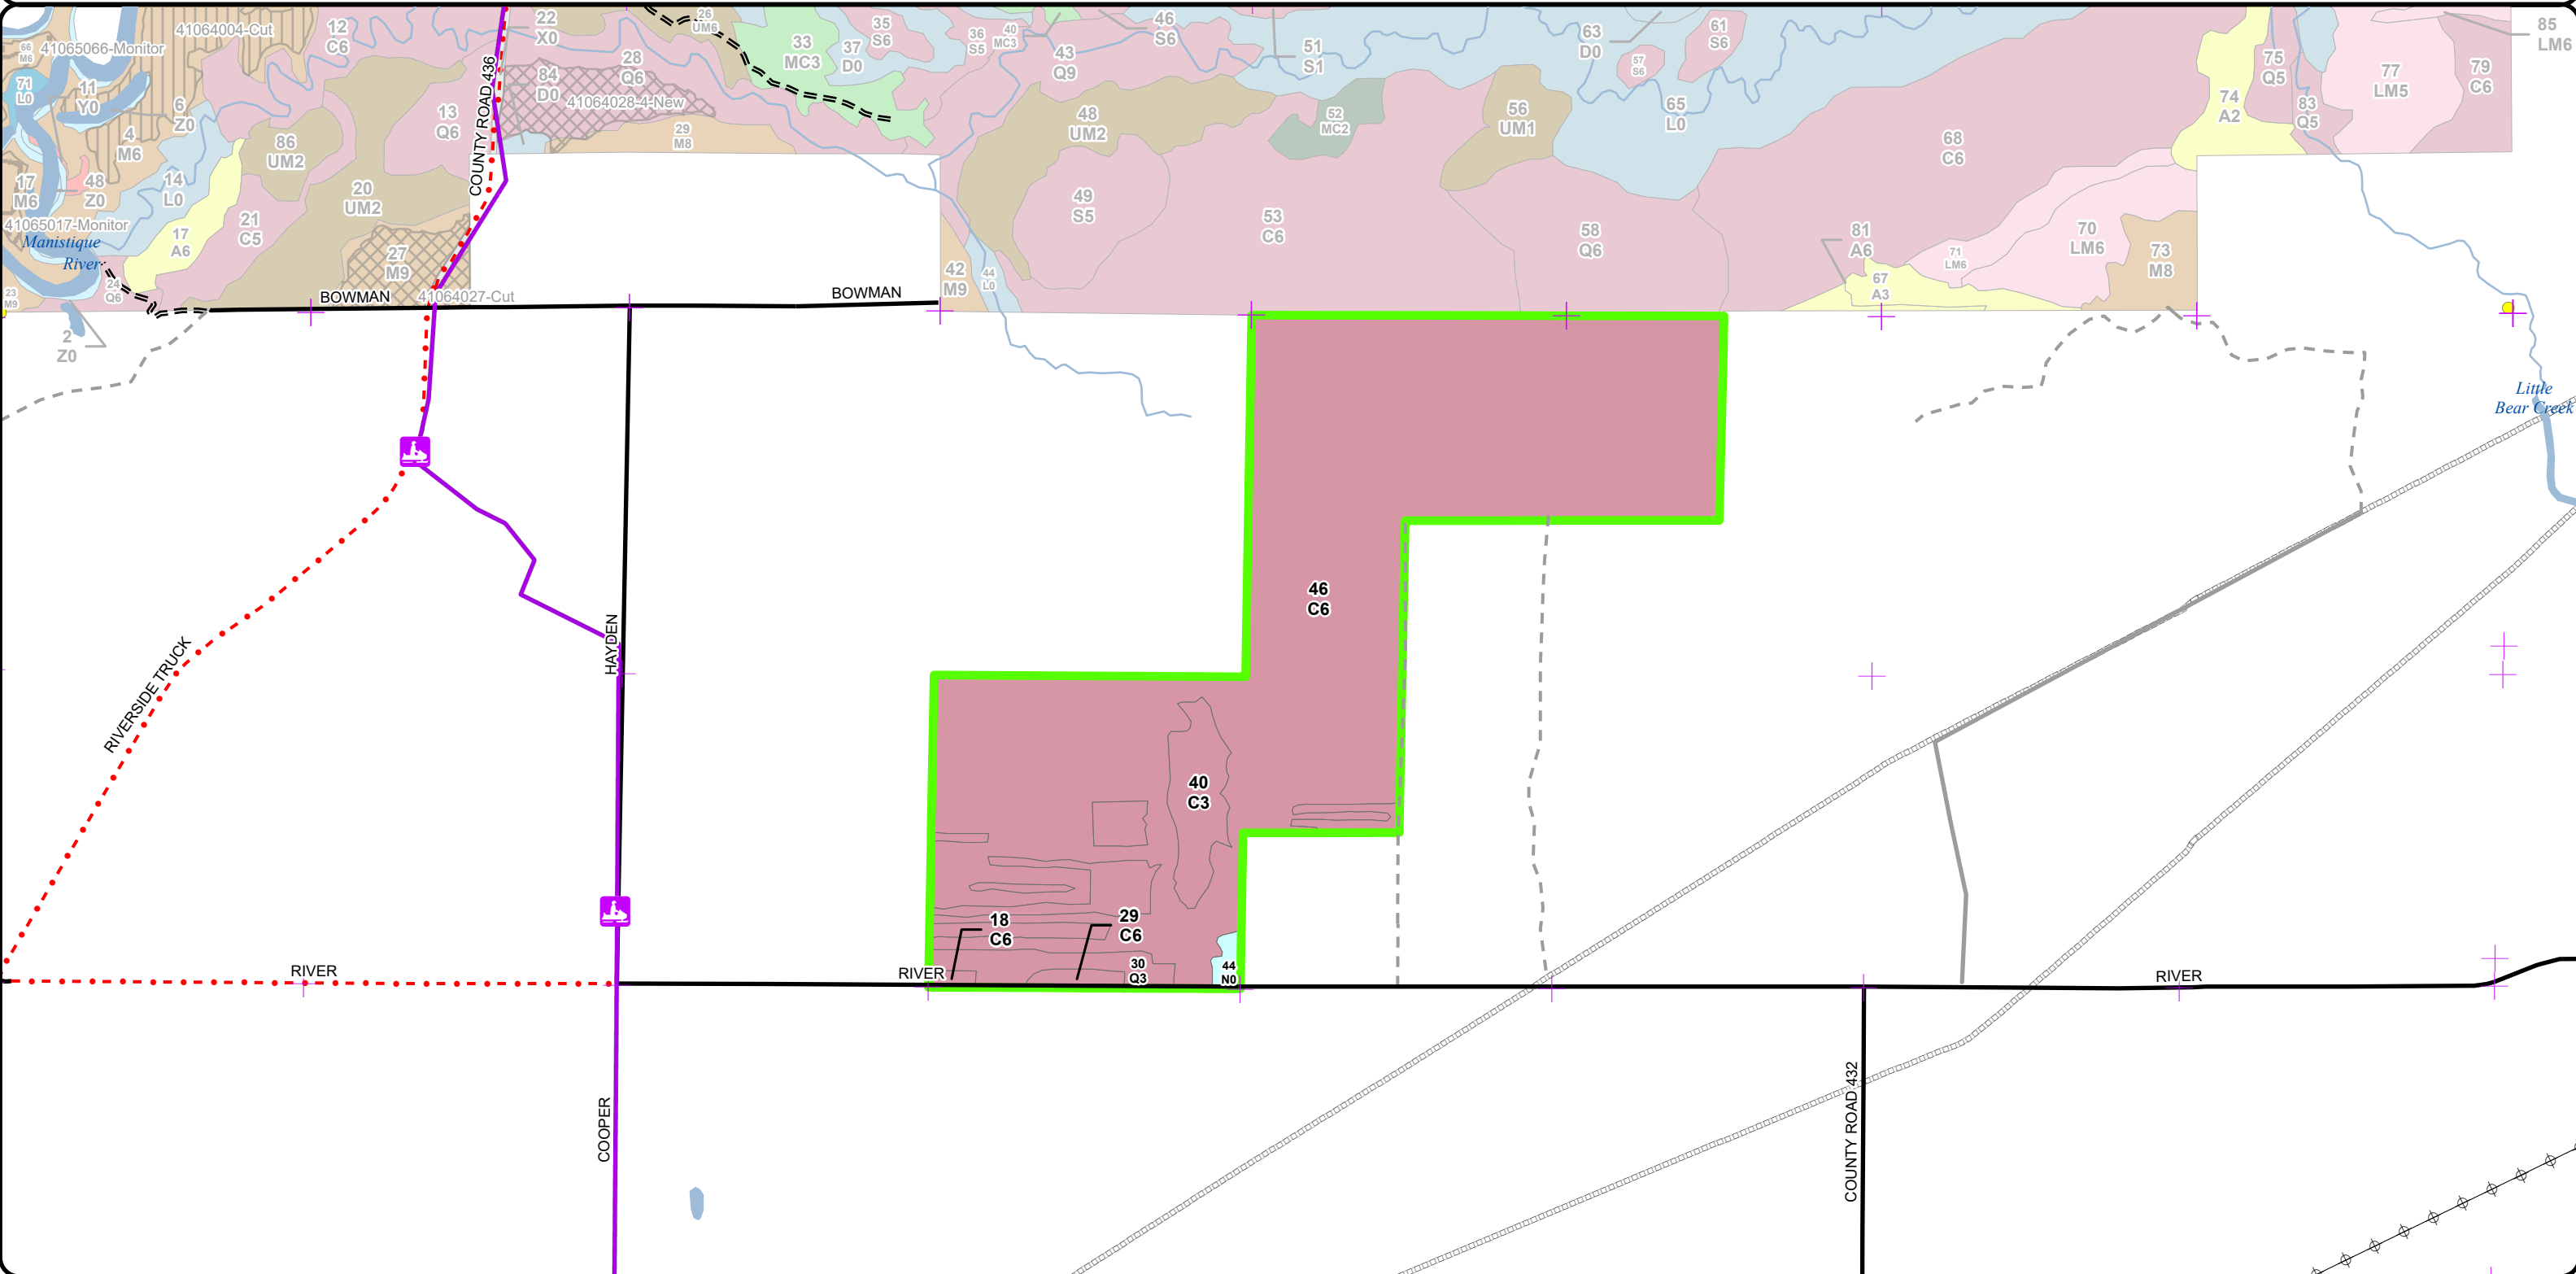 41064004-Cut
12
C6
22
X0
26
UM6
33
MC3
37
D0
35
S6
36
S5
40
MC3
46
S6
43
Q9
51
S1
63
D0
61
S6
57
S6
85
LM6
66
M6
41065066-Monitor
71
L0
11
Y0
6
Z0
4
M6
COUNTY ROAD 436
84
D0
28
Q6
41064028-4-New
29
M8
13
Q6
86
UM2
48
UM2
52
MC2
56
UM1
65
L0
68
C6
74
A2
75
Q5
83
Q5
77
LM5
79
C6
17
M6
48
Z0
14
L0
41065017-Monitor
Manistique
River
17
A6
21
C5
20
UM2
27
M9
49
S5
53
C6
58
Q6
81
A6
67
A3
71
LM6
70
LM6
73
M8
42
M9
44
L0
23
M9
24
Q6
41064027-Cut
BOWMAN
BOWMAN
2
Z0
Little
Bear Creek
46
C6
HAYDEN
RIVERSIDE TRUCK
40
C3
18
C6
29
C6
30
Q3
44
N0
RIVER
RIVER
RIVER
COOPER
COUNTY ROAD 432